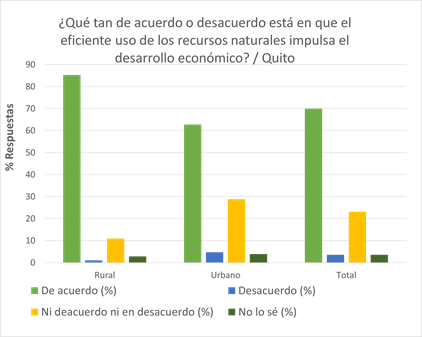 ¿Qué tan de acuerdo o desacuerdo está en que el
eficiente uso de los recursos naturales impulsa el
desarrollo económico? / Quito
90
80
70
60
50
40
30
20
10
0
% Respuestas
Rural Urbano Total
De acuerdo (%) Desacuerdo (%)
Ni deacuerdo ni en desacuerdo (%) No lo sé (%)